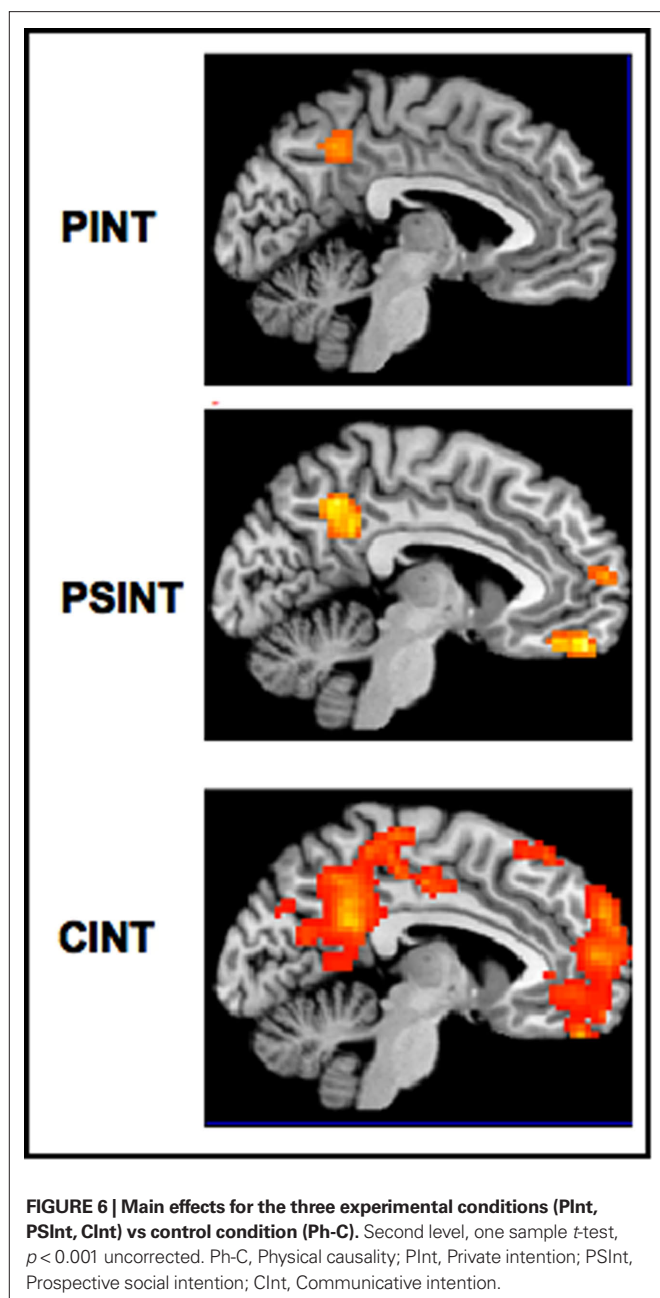 PINT
PSINT
CINT
FIGURE 6 | Main effects for the three experimental conditions (PInt,
PSInt, CInt) vs control condition (Ph-C). Second level, one sample t-test,
p < 0.001 uncorrected. Ph-C, Physical causality; PInt, Private intention; PSInt,
Prospective social intention; CInt, Communicative intention.